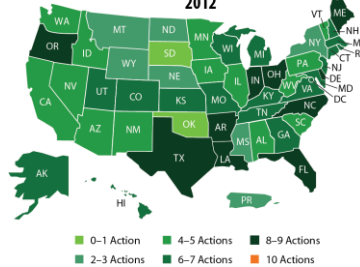 2012
WA
MT
ND
MN
VT
ME
NH
OR
ID
WY
SD
WI
MI
NY
CT
NV
UT
CO
NE
IA
IL
IN
OH
PA
NJ
DE
MD
DC
CA
AZ
NM
KS
OK
MO
AR
KY
WV
VA
TN
NC
SC
TX
LA
MS
AL
GA
FL
AK
HI
PR
0–1 Action
4–5 Actions
8–9 Actions
2–3 Actions
6–7 Actions
10 Actions